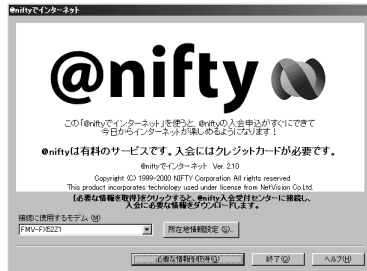 @niftyでインターネット
@nifty
この「@niftyでインターネット」を使うと、@niftyの入会申込がすぐにできて
今日からインターネットが楽しめるようになります！
@niftyは有料のサービスです。入会にはクレジットカードが必要です。
@niftyでインターネット Ver. 2.10
Copyright (C) 1999-2000 NIFTY Corporation All rights reserved
This product incorporates technology used under license from NetVision Co.Ltd.
[必要な情報を取得]をクリックすると、@nifty入会受付センターに接続し、
入会に必要な情報をダウンロードします。
接続に使用するモデム(M)
FMV-FX52Z1
所在地情報設定(S)...
必要な情報を取得(G)
終了(Q)
ヘルプ(H)